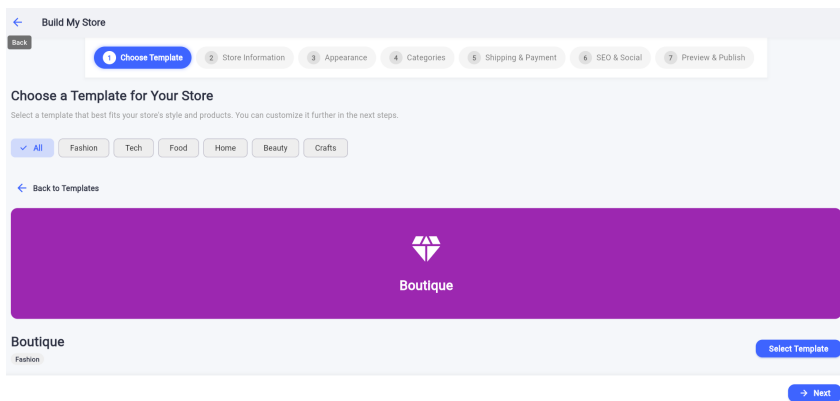 Build My Store
Back
1 Choose Template 2 Store Information 3 Appearance 4 Categories 5 Shipping & Payment 6 SEO & Social 7 Preview & Publish
Choose a Template for Your Store
Select a template that best fits your store's style and products. You can customize it further in the next steps.
All Fashion Tech Food Home Beauty Crafts
Back to Templates
Boutique
Boutique
Select Template
Fashion
Next